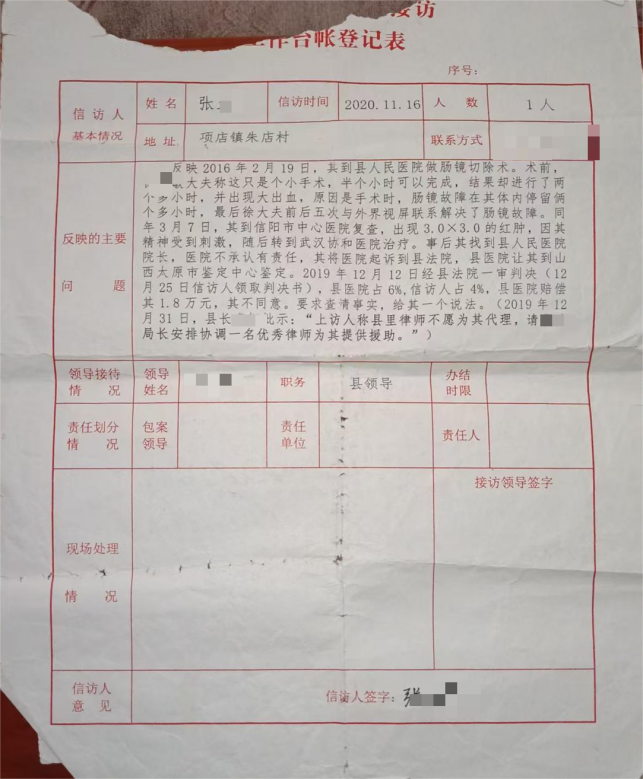 接访
工作台帐登记表
序号:
信访人
基本情况
姓名
张
信访时间
2020.11.16
人 数
1人
地址
项店镇朱店村
联系方式
反映的主要
问 题
反映2016年2月19日，其到县人民医院做肠镜切除术。术前，
大夫称这只是个小手术，半个小时可以完成，结果却进行了两
个多小时，并出现大出血，原因是手术时，肠镜故障在其体内停留俩
个多小时，最后徐大夫前后五次与外界视屏联系解决了肠镜故障。同
年3月7日，其到信阳市中心医院复查，出现3.0×3.0的红肿，因其
精神受到刺激，随后转到武汉协和医院治疗。事后其找到县人民医院
院长，医院不承认有责任，其将医院起诉到县法院，县医院让其到山
西太原市鉴定中心鉴定。2019年12月12日经县法院一审判决（12
月25日信访人领取判决书），县医院占6%,信访人占4%，县医院赔偿
其1.8万元，其不同意。要求查清事实，给其一个说法。（2019年12
月31日，县长 批示：“上访人称县里律师不愿为其代理，请
局长安排协调一名优秀律师为其提供援助。”）
领导接待
情 况
领导
姓名
职务
县领导
办结
时限
责任划分
情 况
包案
领导
责任
单位
责任人
现场处理
情 况
接访领导签字
信访人
意 见
信访人签字：张